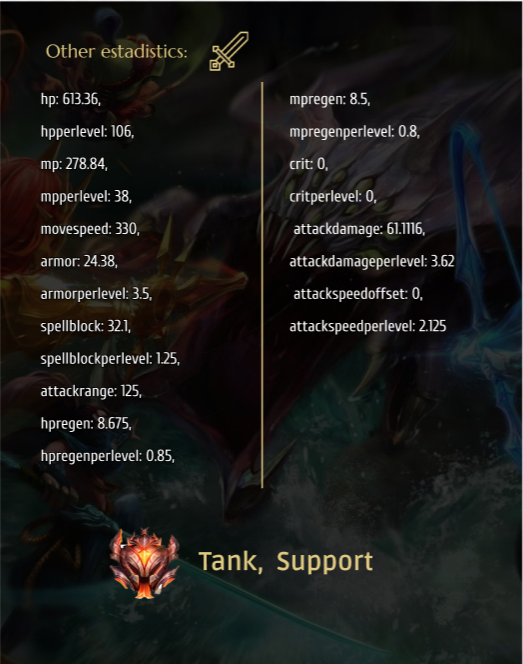 Other estadistics:
hp: 613.36,
hpperlevel: 106,
mp: 278.84,
mpperlevel: 38,
movespeed: 330,
armor: 24.38,
armorperlevel: 3.5,
spellblock: 32.1,
spellblockperlevel: 1.25,
attackrange: 125,
hpregen: 8.675,
hpregenperlevel: 0.85,
mpregen: 8.5,
mpregenperlevel: 0.8,
crit: 0,
critperlevel: 0,
attackdamage: 61.1116,
attackdamageperlevel: 3.62
attackspeedoffset: 0,
attackspeedperlevel: 2.125
Tank, Support